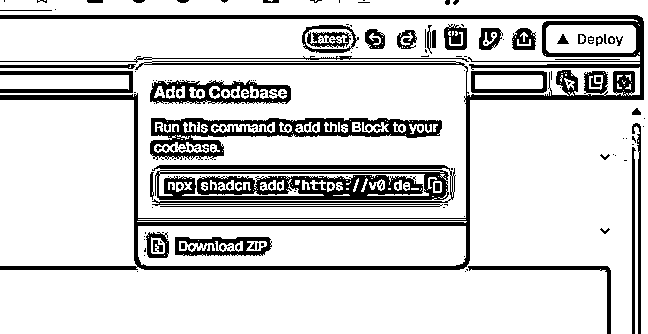 Latest
Deploy
Add to Codebase
Run this command to add this Block to your
codebase.
npx shadcn add "https://v0.de…
Download ZIP